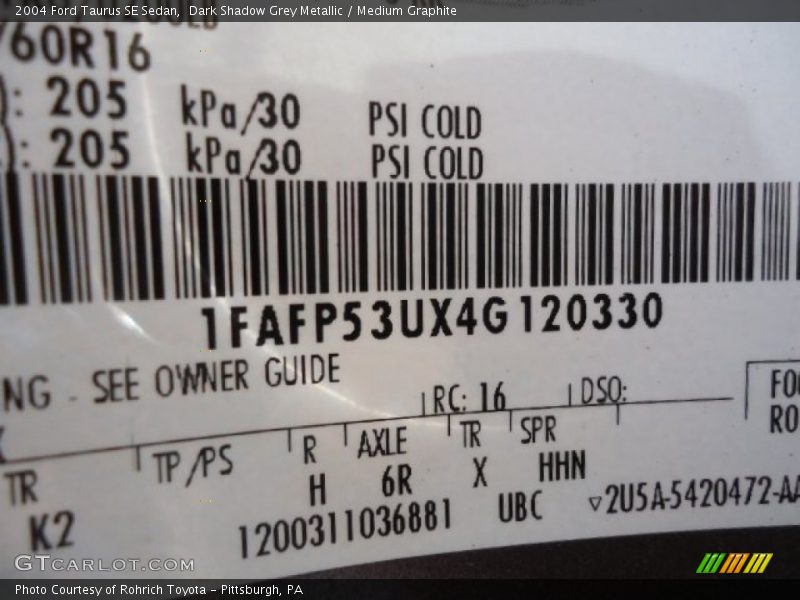 2004 Ford Taurus SE Sedan, Dark Shadow Grey Metallic / Medium Graphite
/60R16
): 205 kPa/30 PSI COLD
): 205 kPa/30 PSI COLD
1FAFP53UX4G120330
NG - SEE OWNER GUIDE
RC: 16 DSO:
TR TP/PS R AXLE TR SPR
K2 H 6R X HHN
1200311036881 UBC ▿2U5A-5420472-AA
GTCARLOT.COM
Photo Courtesy of Rohrich Toyota - Pittsburgh, PA